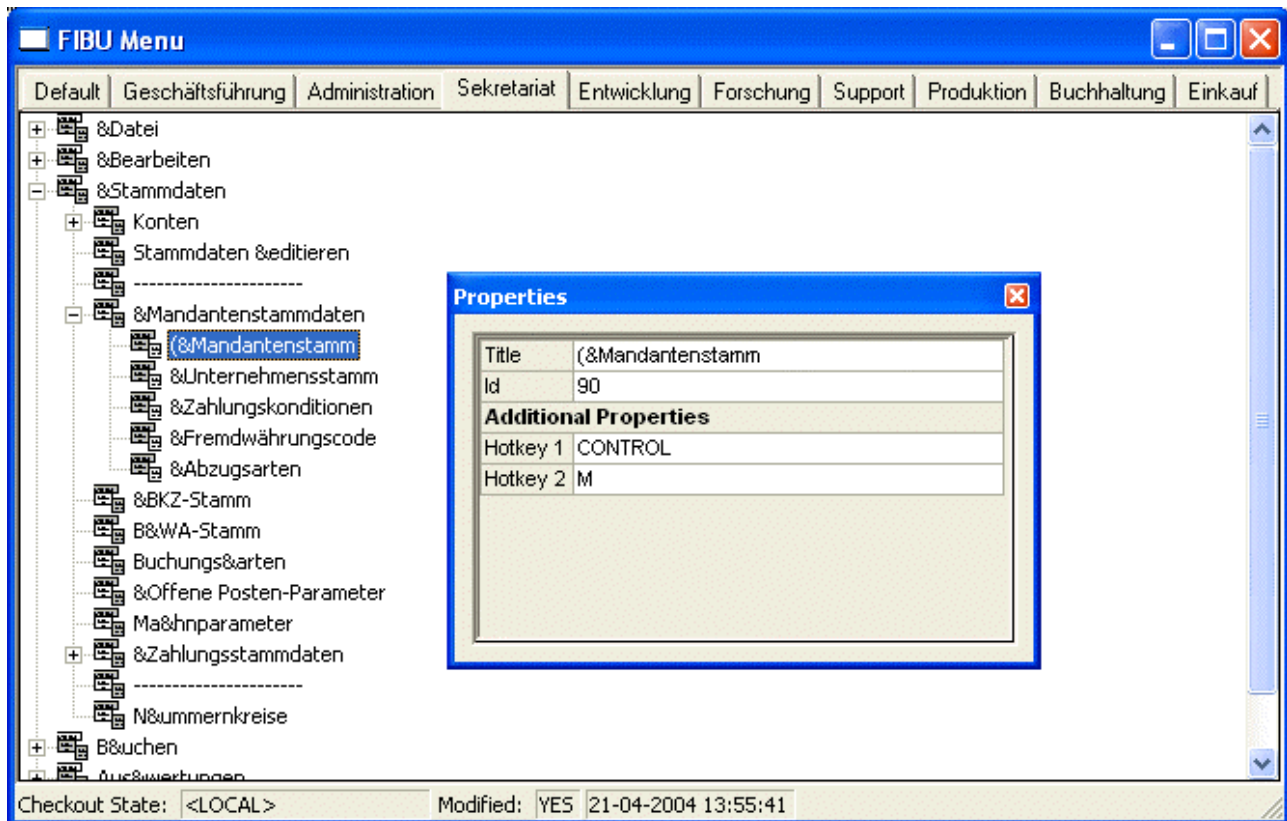 FIBU Menu
Default Geschäftsführung Administration Sekretariat Entwicklung Forschung Support Produktion Buchhaltung Einkauf
&Datei
&Bearbeiten
&Stammdaten
Konten
Stammdaten &editieren
----------------------
&Mandantenstammdaten
(&Mandantenstamm
&Unternehmensstamm
&Zahlungskonditionen
&Fremdwährungscode
&Abzugsarten
&BKZ-Stamm
B&WA-Stamm
Buchungs&arten
&Offene Posten-Parameter
Ma&hnparameter
&Zahlungsstammdaten
----------------------
N&ummernkreise
B&uchen
Aus&wertungen
Properties
Title (&Mandantenstamm
Id 90
Additional Properties
Hotkey 1 CONTROL
Hotkey 2 M
Checkout State: <LOCAL> Modified: YES 21-04-2004 13:55:41